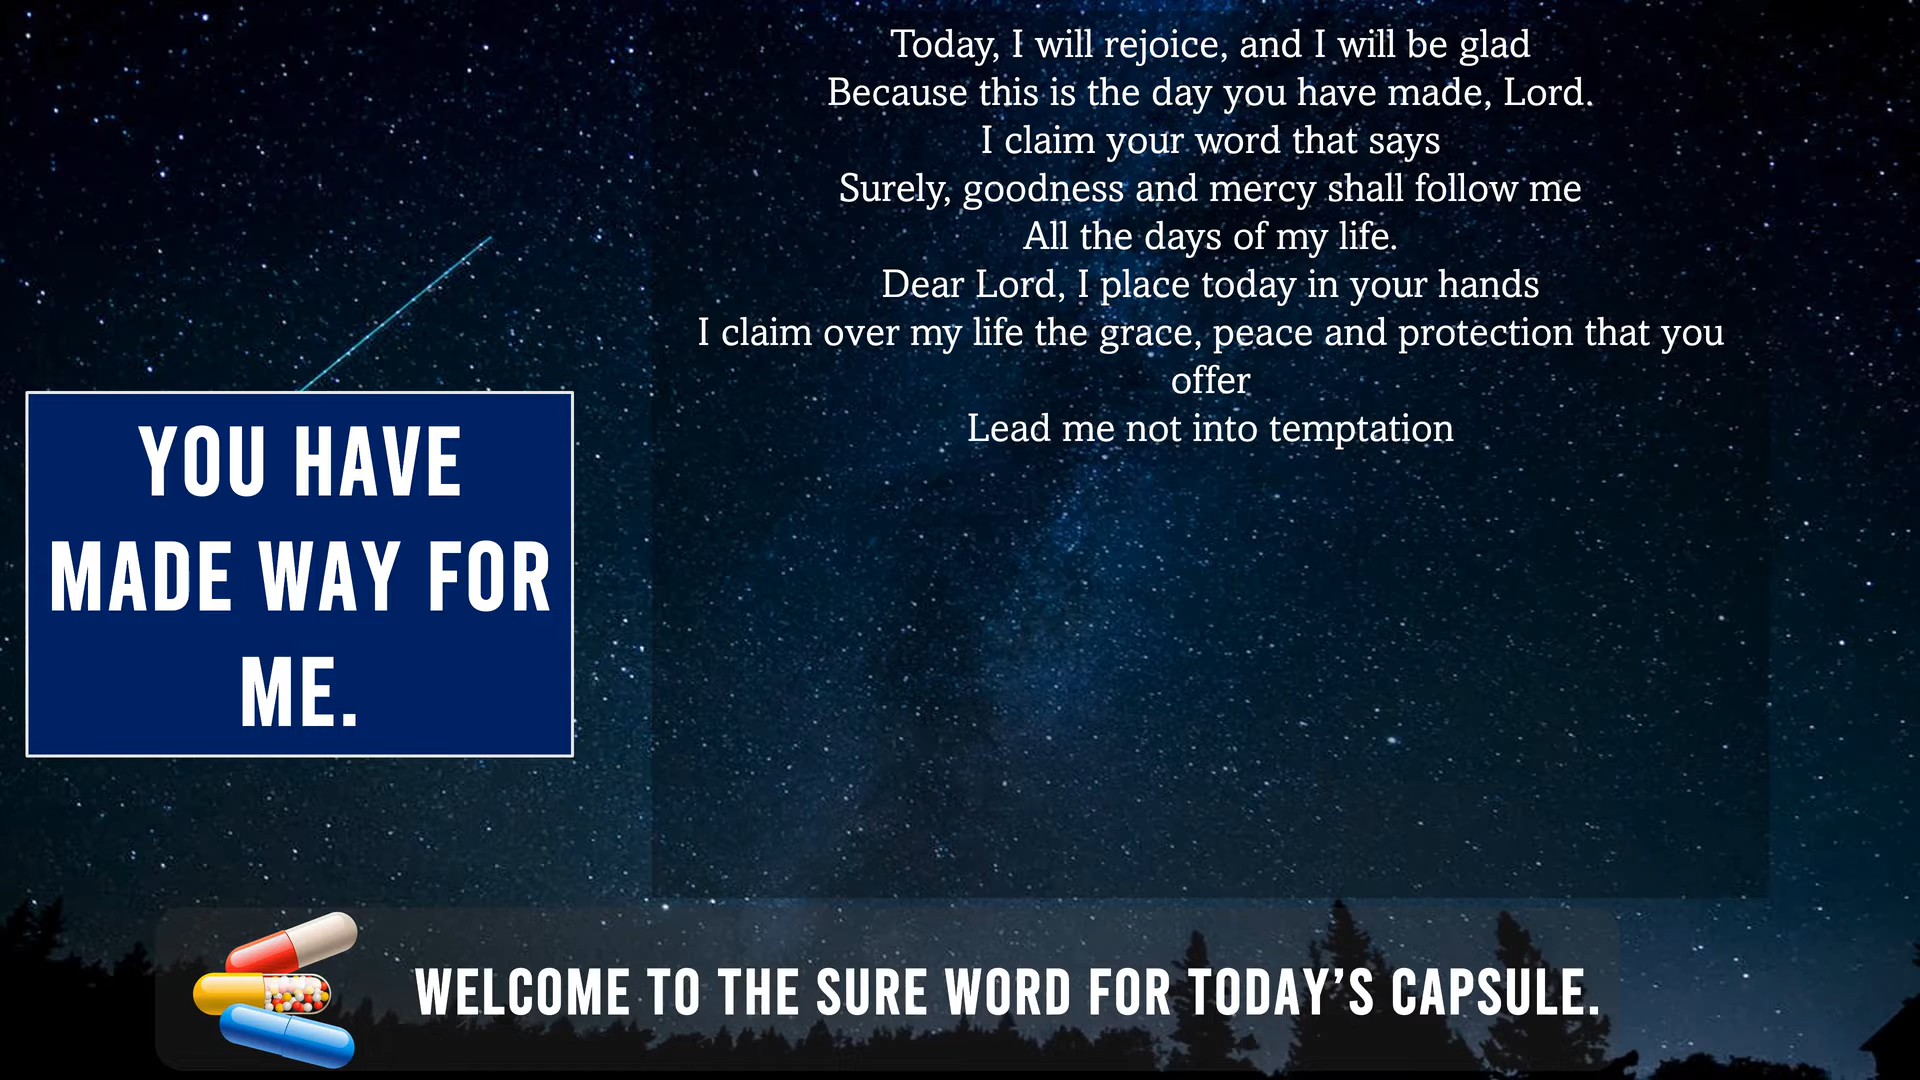 Today, I will rejoice, and I will be glad
Because this is the day you have made, Lord.
I claim your word that says
Surely, goodness and mercy shall follow me
All the days of my life.
Dear Lord, I place today in your hands
I claim over my life the grace, peace and protection that you
offer
Lead me not into temptation
YOU HAVE
MADE WAY FOR
ME.
WELCOME TO THE SURE WORD FOR TODAY'S CAPSULE.